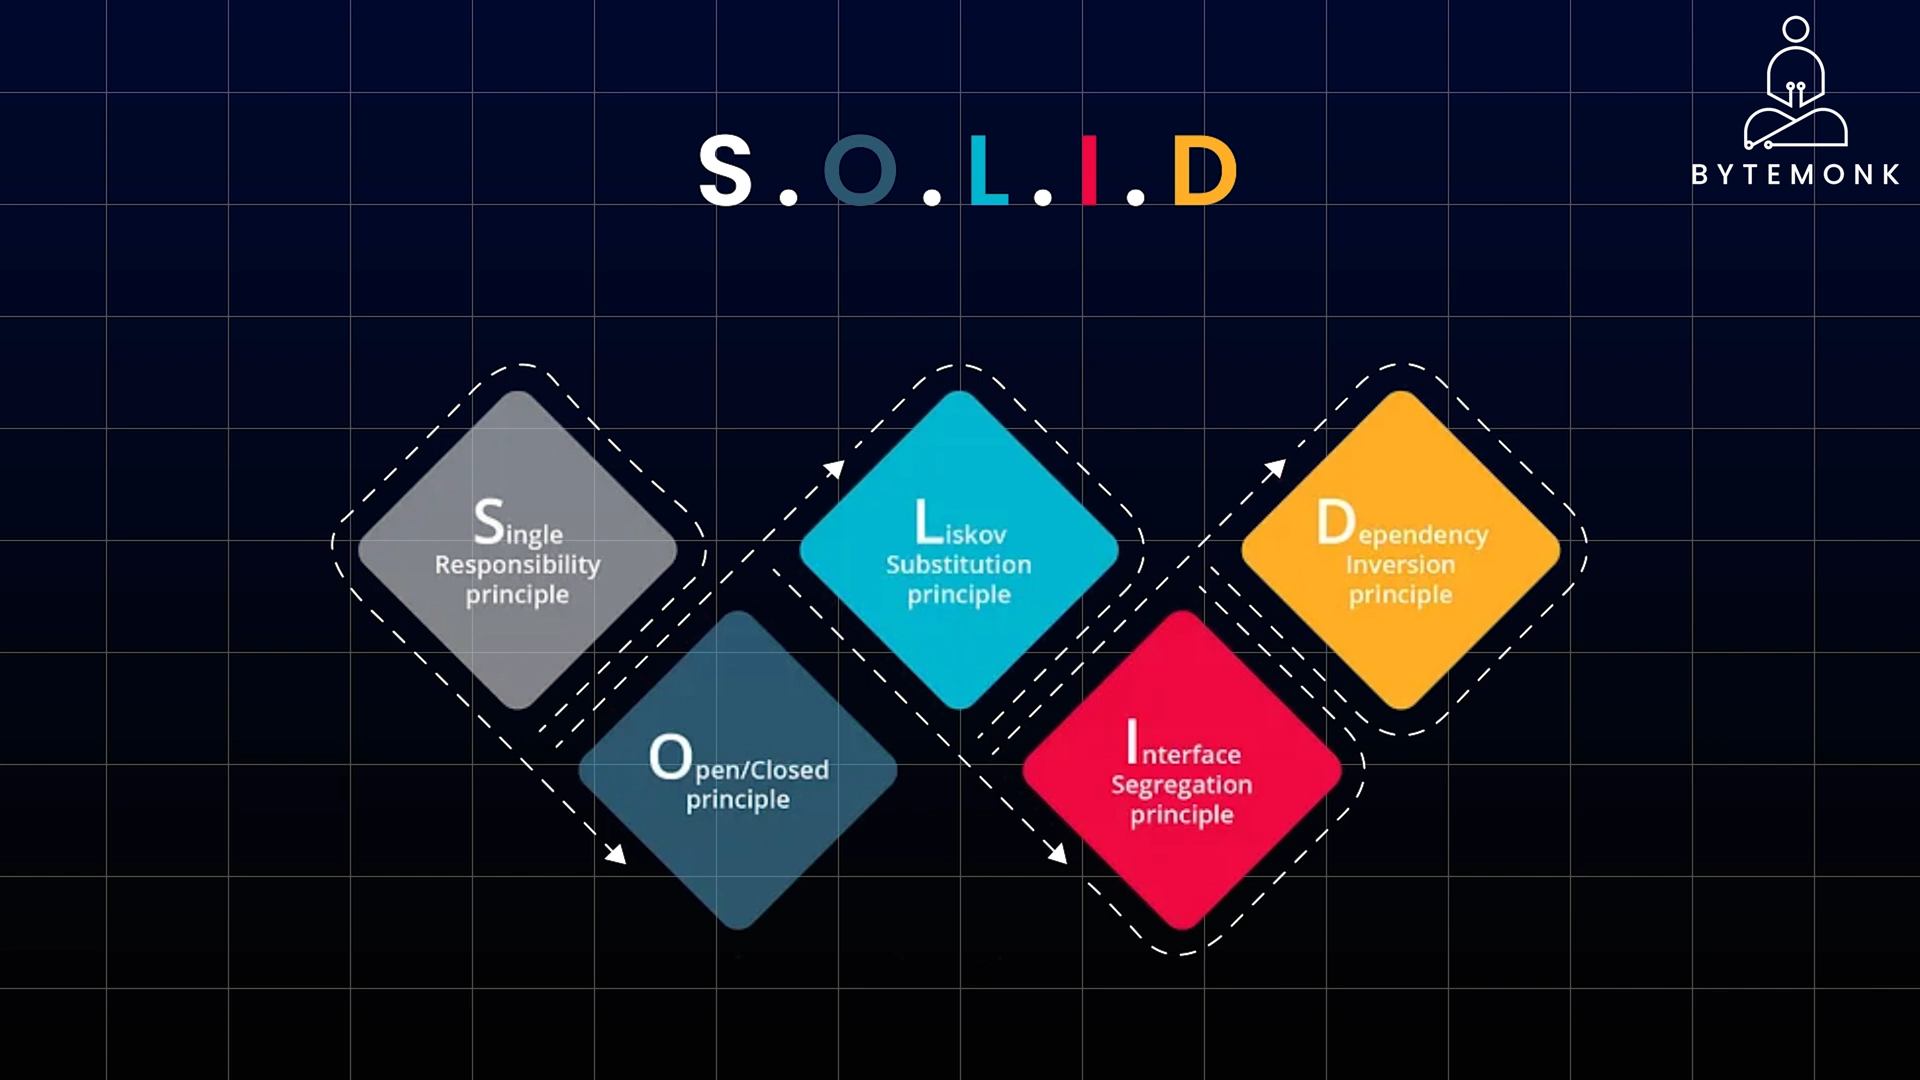 S.O.L.I.D
BYTEMONK
Single
Responsibility
principle
Open/Closed
principle
Liskov
Substitution
principle
Interface
Segregation
principle
Dependency
Inversion
principle